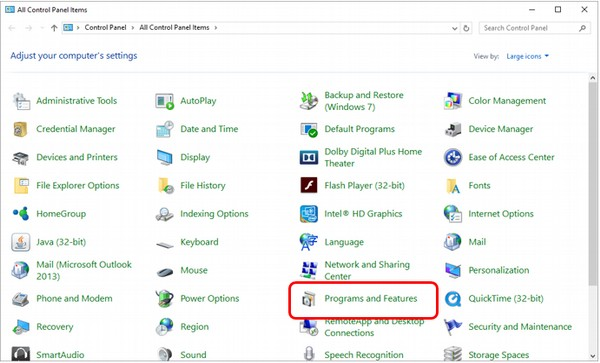 All Control Panel Items
Control Panel > All Control Panel Items
Search Control Panel
Adjust your computer's settings
View by: Large icons
Administrative Tools
AutoPlay
Backup and Restore
(Windows 7)
Color Management
Credential Manager
Date and Time
Default Programs
Device Manager
Devices and Printers
Display
Dolby Digital Plus Home
Theater
Ease of Access Center
File Explorer Options
File History
Flash Player (32-bit)
Fonts
HomeGroup
Indexing Options
Intel® HD Graphics
Internet Options
Java (32-bit)
Keyboard
Language
Mail
Mail (Microsoft Outlook
2013)
Mouse
Network and Sharing
Center
Personalization
Phone and Modem
Power Options
Programs and Features
QuickTime (32-bit)
Recovery
Region
RemoteApp and Desktop
Connections
Security and Maintenance
SmartAudio
Sound
Speech Recognition
Storage Spaces